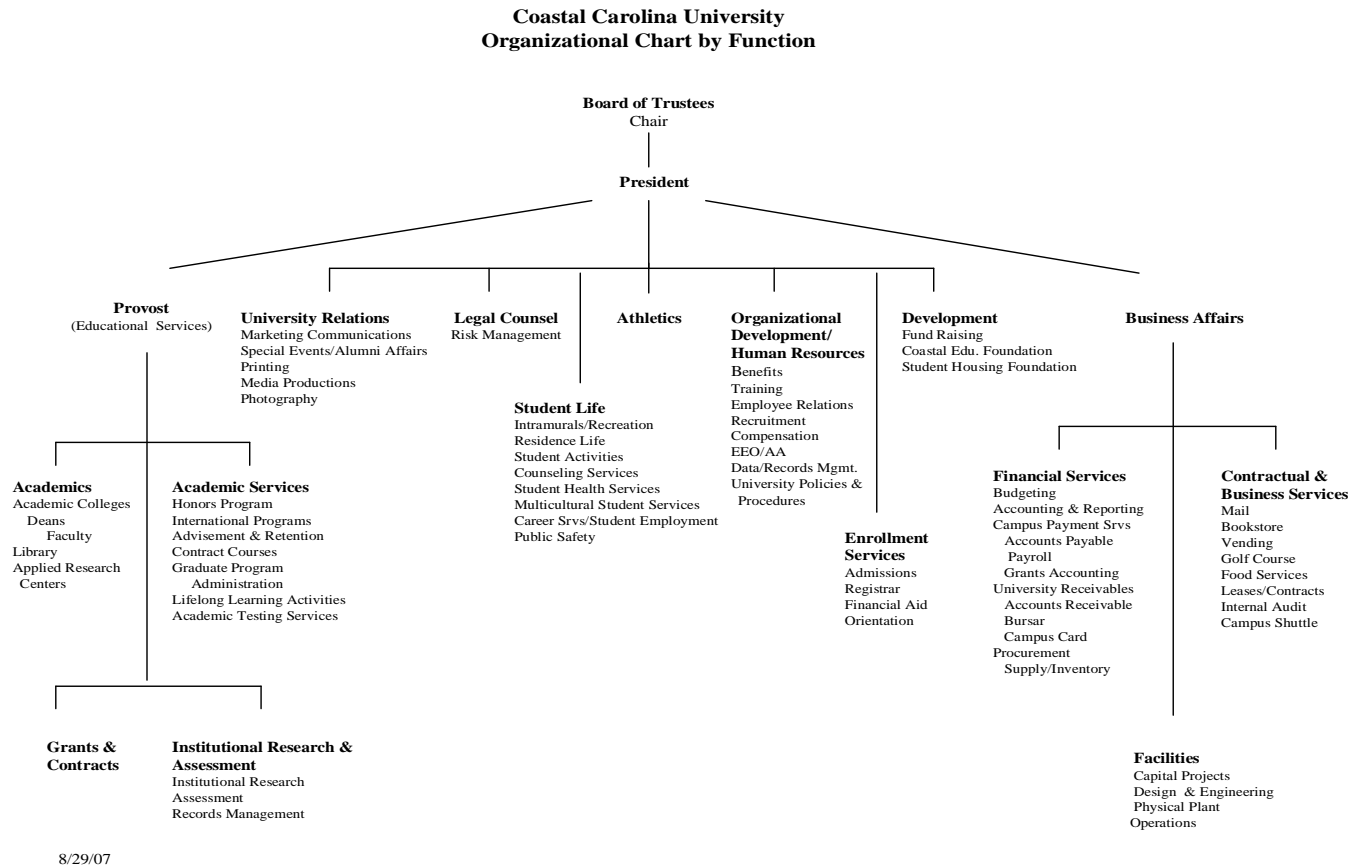 Coastal Carolina University
Organizational Chart by Function
Board of Trustees
Chair
President
Provost
(Educational Services)
University Relations
Marketing Communications
Special Events/Alumni Affairs
Printing
Media Productions
Photography
Legal Counsel
Risk Management
Athletics
Organizational
Development/
Human Resources
Benefits
Training
Employee Relations
Recruitment
Compensation
EEO/AA
Data/Records Mgmt.
University Policies &
Procedures
Development
Fund Raising
Coastal Edu. Foundation
Student Housing Foundation
Business Affairs
Student Life
Intramurals/Recreation
Residence Life
Student Activities
Counseling Services
Student Health Services
Multicultural Student Services
Career Srvs/Student Employment
Public Safety
Enrollment
Services
Admissions
Registrar
Financial Aid
Orientation
Academics
Academic Colleges
Deans
Faculty
Library
Applied Research
Centers
Academic Services
Honors Program
International Programs
Advisement & Retention
Contract Courses
Graduate Program
Administration
Lifelong Learning Activities
Academic Testing Services
Financial Services
Budgeting
Accounting & Reporting
Campus Payment Srvs
Accounts Payable
Payroll
Grants Accounting
University Receivables
Accounts Receivable
Bursar
Campus Card
Procurement
Supply/Inventory
Contractual &
Business Services
Mail
Bookstore
Vending
Golf Course
Food Services
Leases/Contracts
Internal Audit
Campus Shuttle
Grants &
Contracts
Institutional Research &
Assessment
Institutional Research
Assessment
Records Management
Facilities
Capital Projects
Design & Engineering
Physical Plant
Operations
8/29/07